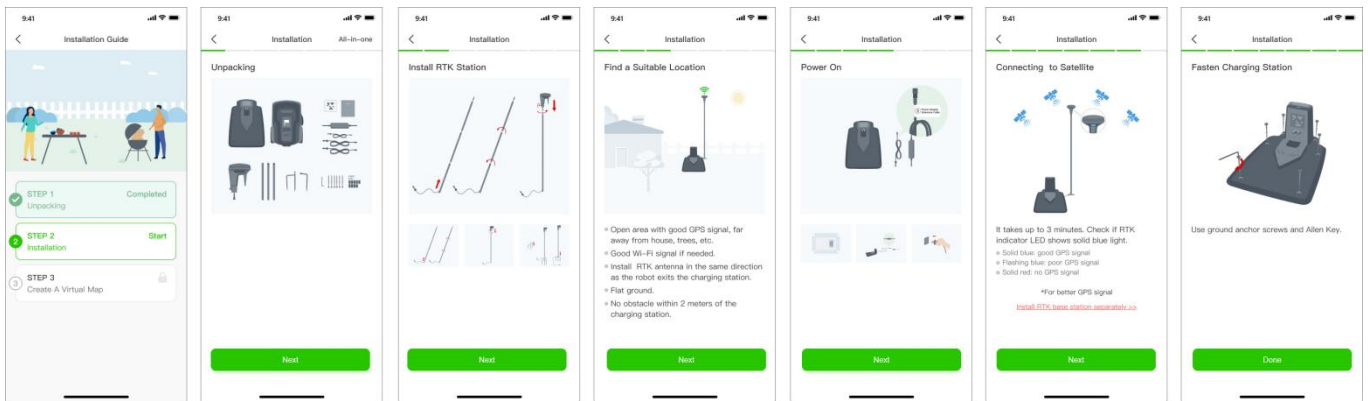 9:41
Installation Guide
STEP 1 Completed
Unpacking
2
STEP 2 Start
Installation
3
STEP 3
Create A Virtual Map
9:41
Installation All-in-one
Unpacking
Next
9:41
Installation
Install RTK Station
Next
9:41
Installation
Find a Suitable Location
Open area with good GPS signal, far
away from house, trees, etc.
Good Wi-Fi signal if needed.
Install RTK antenna in the same direction
as the robot exits the charging station.
Flat ground.
No obstacle within 2 meters of the
charging station.
Next
9:41
Installation
Power On
Next
9:41
Installation
Connecting to Satellite
It takes up to 3 minutes. Check if RTK
indicator LED shows solid blue light.
Solid blue: good GPS signal
Flashing blue: poor GPS signal
Solid red: no GPS signal
*For better GPS signal
Install RTK base station separately >>
Next
9:41
Installation
Fasten Charging Station
Use ground anchor screws and Allen Key.
Done